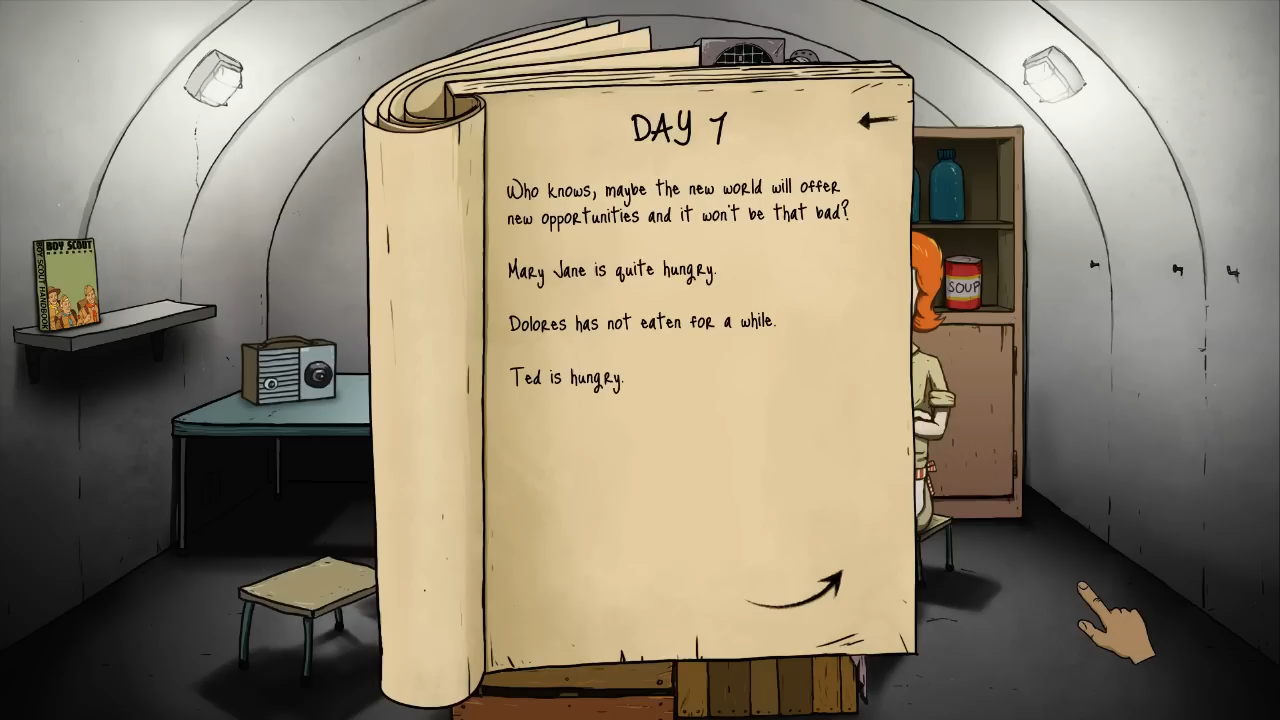 DAY 7
Who knows, maybe the new world will offer
new opportunities and it won't be that bad?
Mary Jane is quite hungry.
Dolores has not eaten for a while.
Ted is hungry.
BOY SCOUT
BOY SCOUT HANDBOOK
SOUP